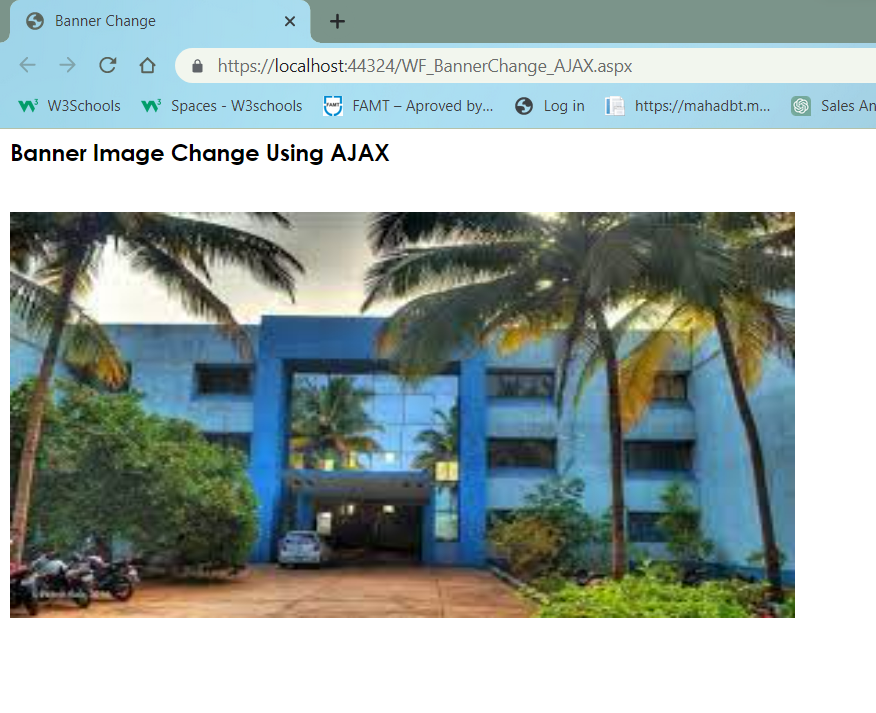 Banner Change
https://localhost:44324/WF_BannerChange_AJAX.aspx
W3Schools Spaces - W3schools FAMT – Aproved by... Log in https://mahadbt.m... Sales An
Banner Image Change Using AJAX